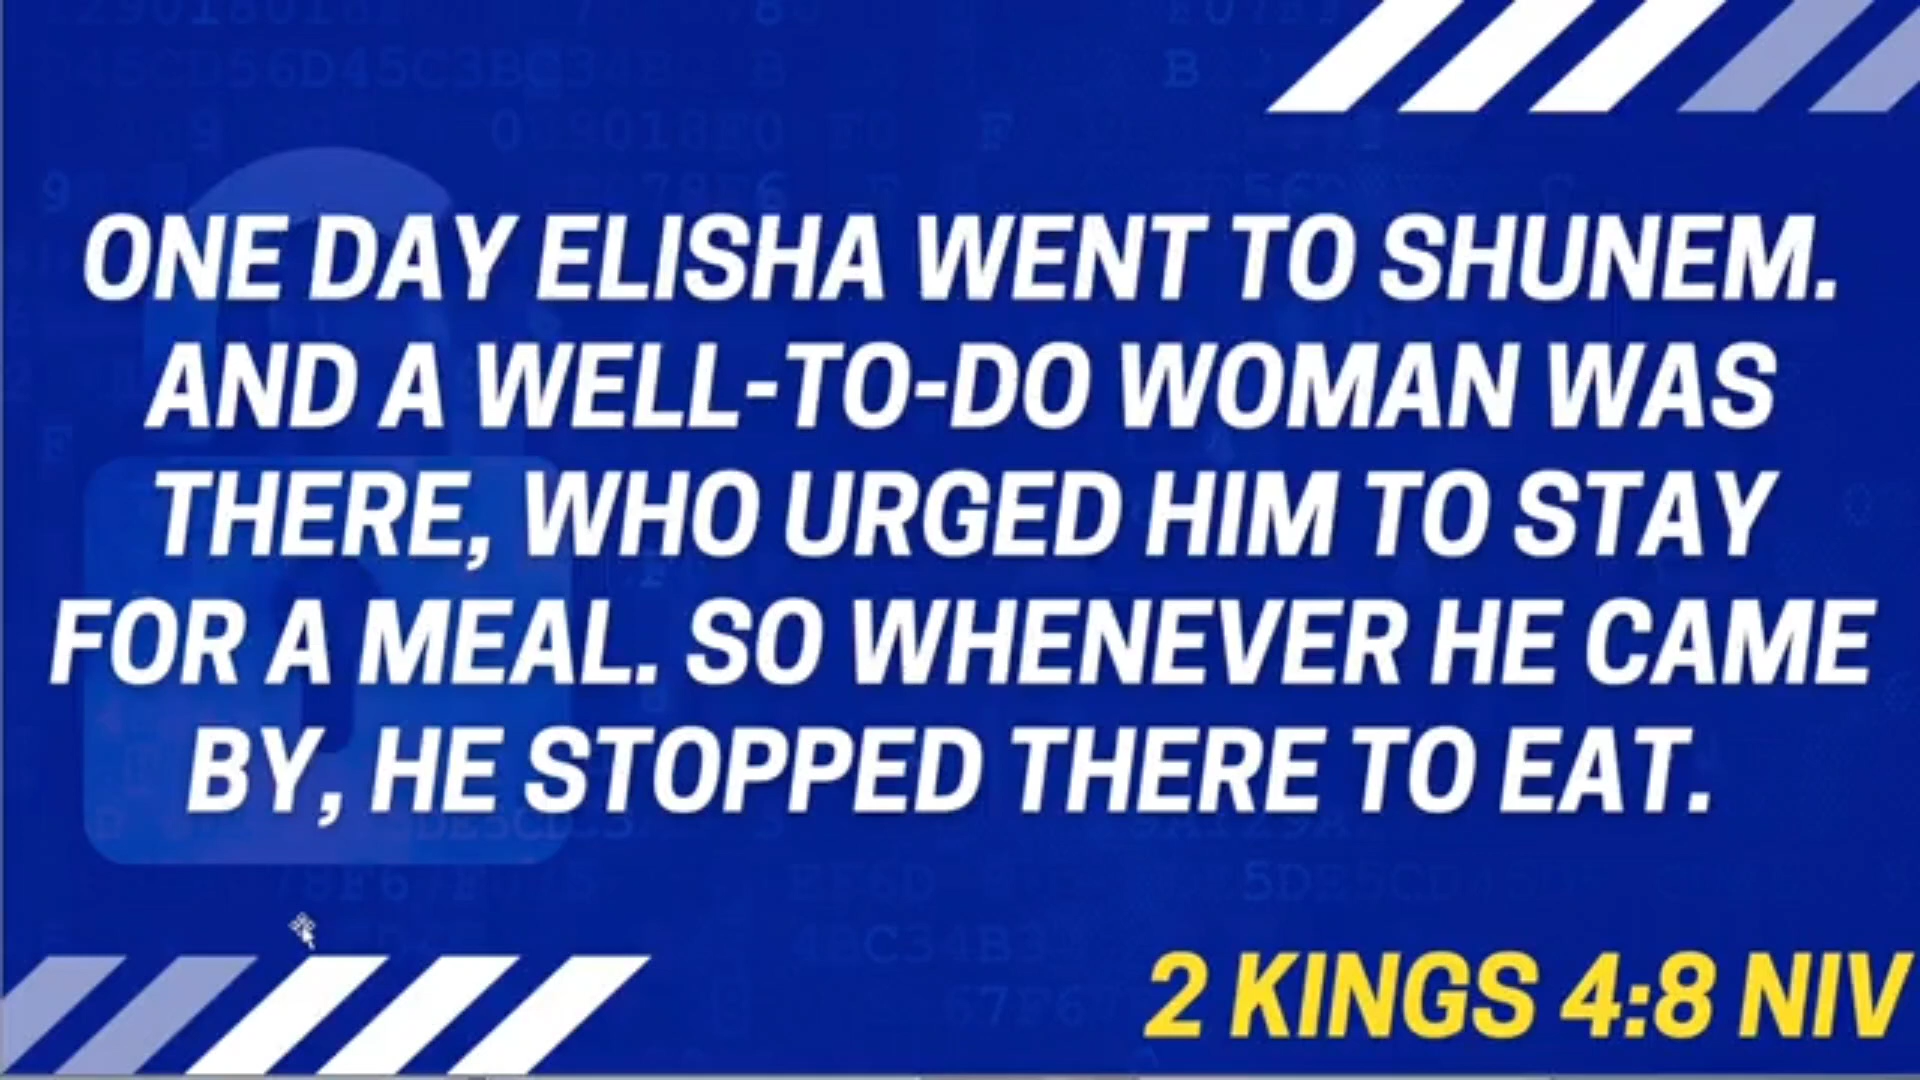 ONE DAY ELISHA WENT TO SHUNEM.
AND A WELL-TO-DO WOMAN WAS
THERE, WHO URGED HIM TO STAY
FOR A MEAL. SO WHENEVER HE CAME
BY, HE STOPPED THERE TO EAT.
2 KINGS 4:8 NIV